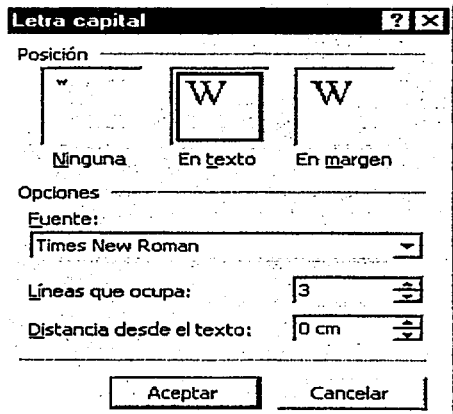 Letra capital ? ×
Posición
W W W
Ninguna En texto En margen
Opciones
Fuente:
Times New Roman
Líneas que ocupa: 3
Distancia desde el texto: 0 cm
Aceptar Cancelar